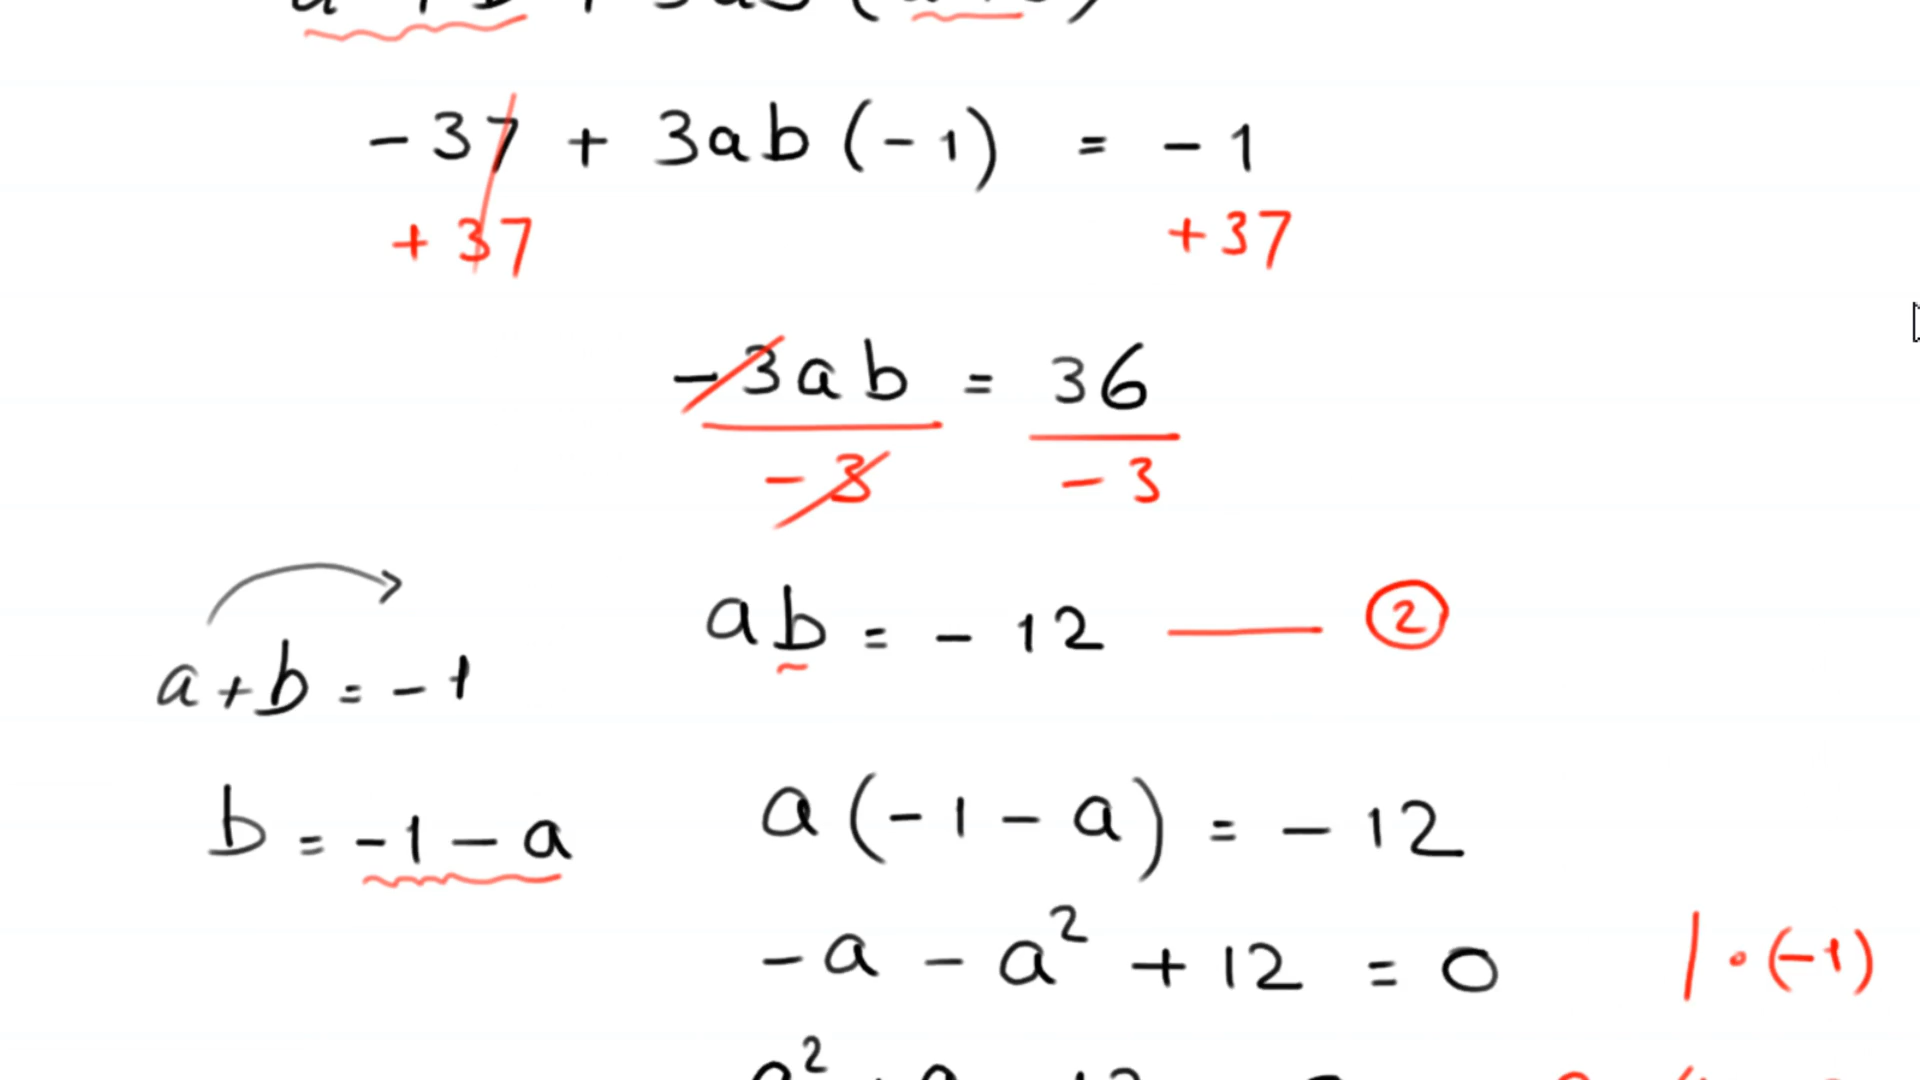 -37 + 3ab(-1) = -1
+37 +37
-3ab = 36
-3 -3
ab = -12 —— ②
a+b = -1
b = -1 - a
a(-1 - a) = -12
-a - a² + 12 = 0 | · (-1)